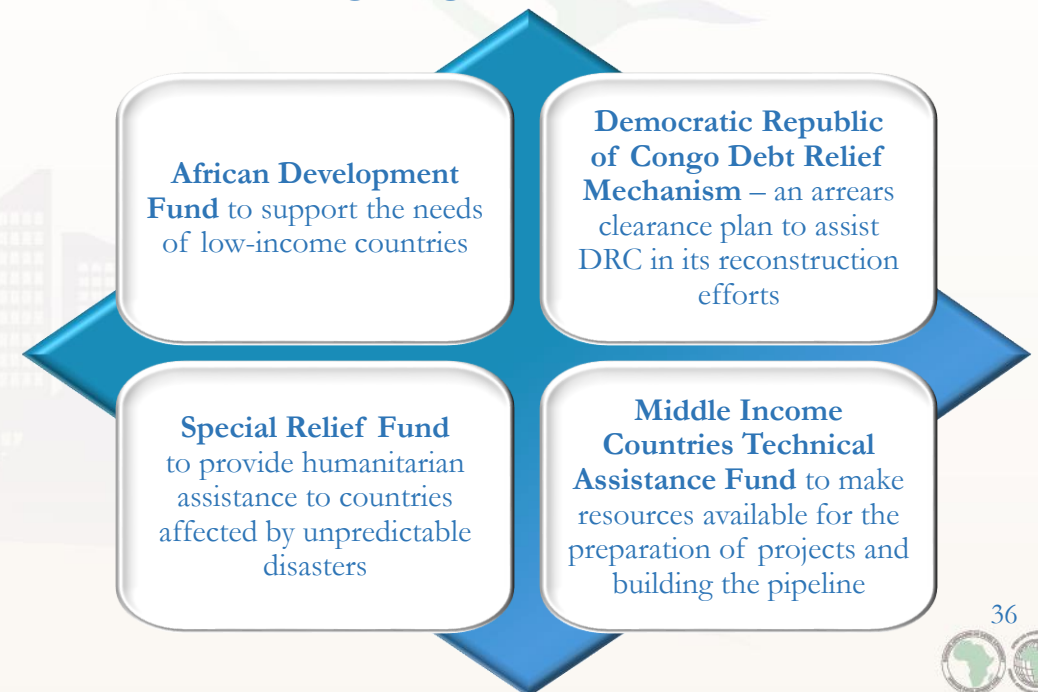 African Development
Fund to support the needs
of low-income countries
Democratic Republic
of Congo Debt Relief
Mechanism – an arrears
clearance plan to assist
DRC in its reconstruction
efforts
Special Relief Fund
to provide humanitarian
assistance to countries
affected by unpredictable
disasters
Middle Income
Countries Technical
Assistance Fund to make
resources available for the
preparation of projects and
building the pipeline
36